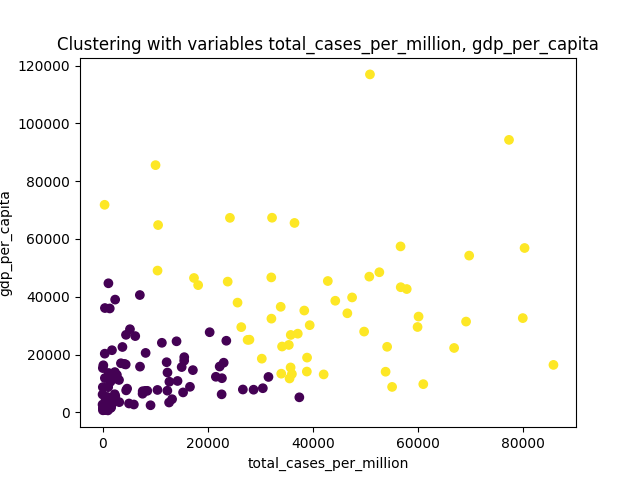 Clustering with variables total_cases_per_million, gdp_per_capita
120000
100000
80000
60000
40000
20000
0
gdp_per_capita
0 20000 40000 60000 80000
total_cases_per_million